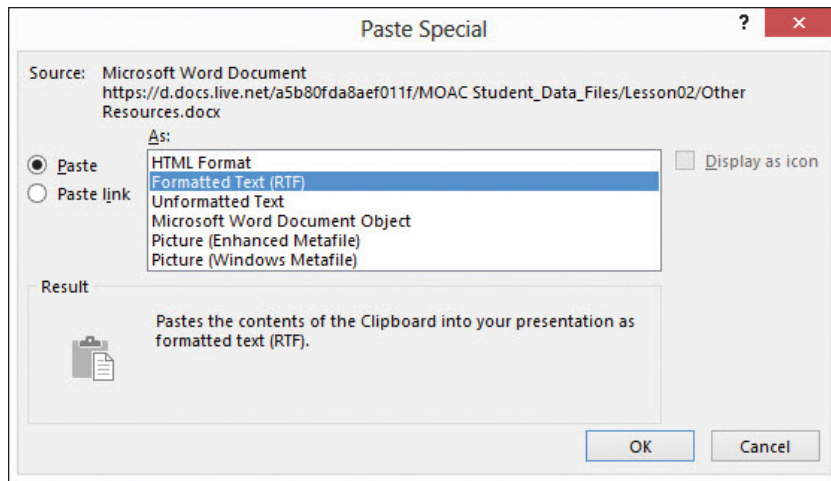 Paste Special
?
Source: Microsoft Word Document
https://d.docs.live.net/a5b80fda8aef011f/MOAC Student_Data_Files/Lesson02/Other
Resources.docx
As:
Paste
Paste link
HTML Format
Formatted Text (RTF)
Unformatted Text
Microsoft Word Document Object
Picture (Enhanced Metafile)
Picture (Windows Metafile)
Display as icon
Result
Pastes the contents of the Clipboard into your presentation as
formatted text (RTF).
OK
Cancel